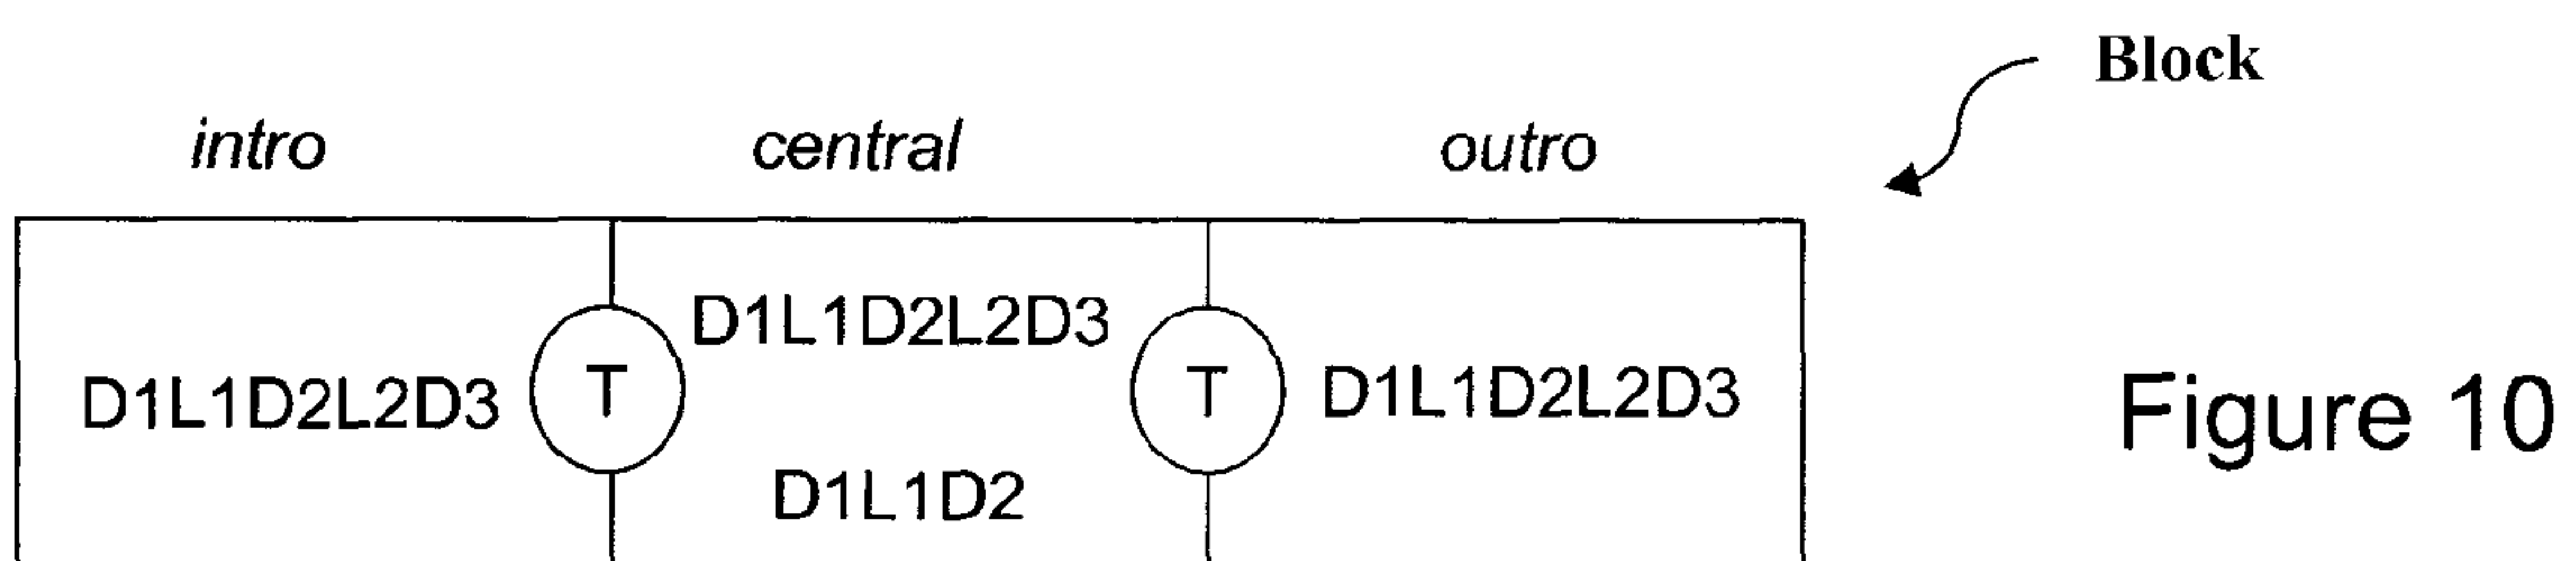 Block
intro central outro
D1L1D2L2D3
T D1L1D2L2D3 T D1L1D2L2D3
D1L1D2
Figure 10